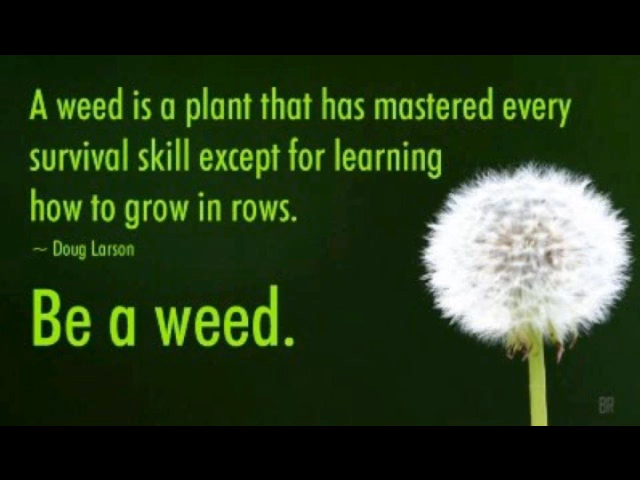 A weed is a plant that has mastered every
survival skill except for learning
how to grow in rows.
~ Doug Larson
Be a weed.
BR